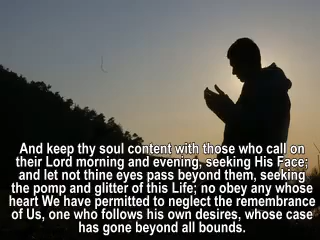 And keep thy soul content with those who call on
their Lord morning and evening, seeking His Face;
and let not thine eyes pass beyond them, seeking
the pomp and glitter of this Life; no obey any whose
heart We have permitted to neglect the remembrance
of Us, one who follows his own desires, whose case
has gone beyond all bounds.